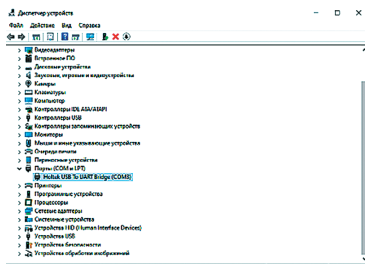 Диспетчер устройств
Файл Действие Вид Справка
Видеоадаптеры
Встроенное ПО
Дисковые устройства
Звуковые, игровые и видеоустройства
Камеры
Клавиатуры
Компьютер
Контроллеры IDE ATA/ATAPI
Контроллеры USB
Контроллеры запоминающих устройств
Мониторы
Мыши и иные указывающие устройства
Очереди печати
Переносные устройства
Порты (COM и LPT)
Holtek USB To UART Bridge (COM3)
Принтеры
Программные устройства
Процессоры
Сетевые адаптеры
Системные устройства
Устройства HID (Human Interface Devices)
Устройства USB
Устройства безопасности
Устройства обработки изображений